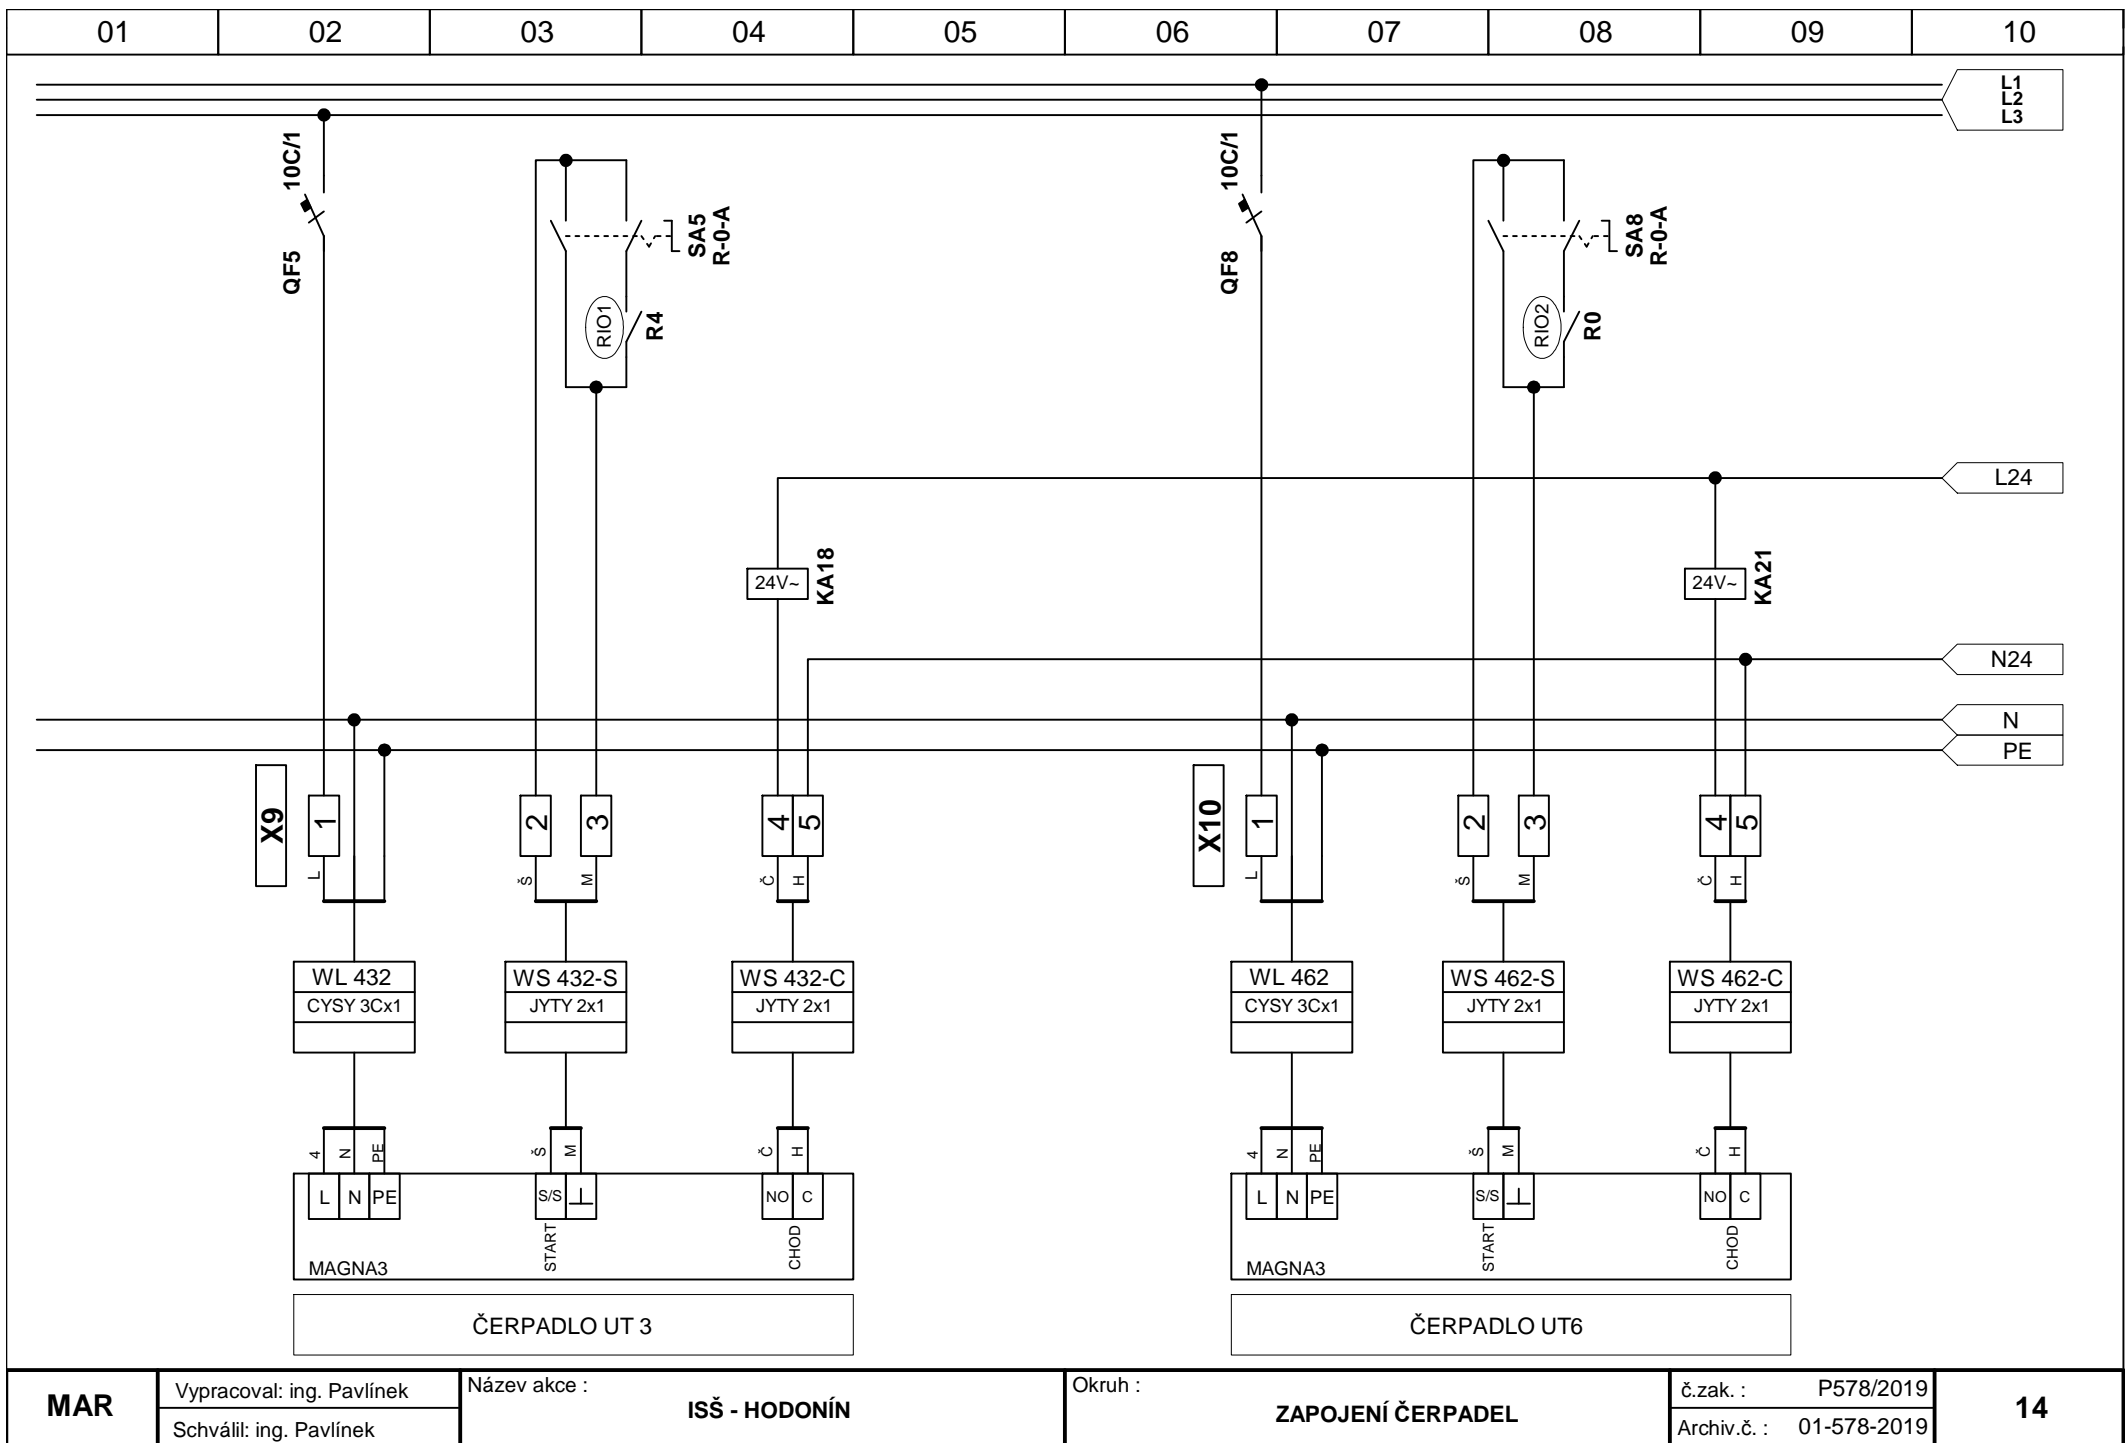 01 02 03 04 05 06 07 08 09 10
L1
L2
L3
10C/1
QF5
SA5
R-0-A
RIO1
R4
10C/1
QF8
SA8
R-0-A
RIO2
R0
L24
24V~
KA18
24V~
KA21
N24
N
PE
X9
1 2 3 4 5
X10
1 2 3 4 5
L Š M Č H
L Š M Č H
WL 432
CYSY 3Cx1
WS 432-S
JYTY 2x1
WS 432-C
JYTY 2x1
WL 462
CYSY 3Cx1
WS 462-S
JYTY 2x1
WS 462-C
JYTY 2x1
4 N PE Š M Č H
4 N PE Š M Č H
L N PE S/S NO C
L N PE S/S NO C
START
CHOD
START
CHOD
MAGNA3
MAGNA3
ČERPADLO UT 3
ČERPADLO UT6
MAR
Vypracoval: ing. Pavlínek
Schválil: ing. Pavlínek
Název akce :
ISŠ - HODONÍN
Okruh :
ZAPOJENÍ ČERPADEL
č.zak. : P578/2019
Archiv.č. : 01-578-2019
14